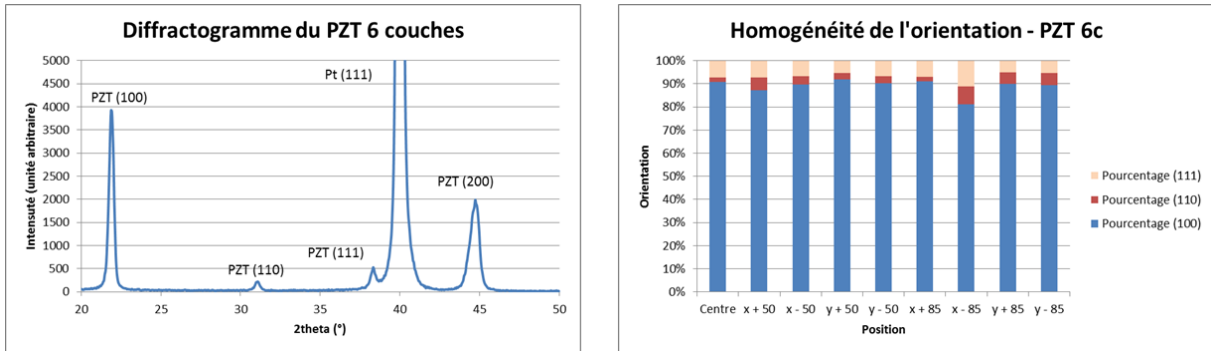 Diffractogramme du PZT 6 couches
5000
4500
4000
3500
3000
2500
2000
1500
1000
500
0
Intensuté (unité arbitraire)
PZT (100)
PZT (110)
PZT (111)
Pt (111)
PZT (200)
20 25 30 35 40 45 50
2theta (°)
Homogénéité de l'orientation - PZT 6c
100%
90%
80%
70%
60%
50%
40%
30%
20%
10%
0%
Orientation
Centre x + 50 x - 50 y + 50 y - 50 x + 85 x - 85 y + 85 y - 85
Position
Pourcentage (111)
Pourcentage (110)
Pourcentage (100)